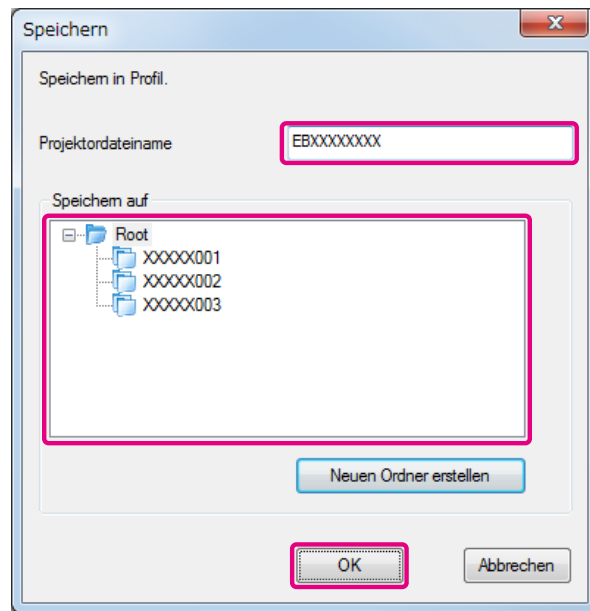 Speichern
Speichern in Profil.
Projektordateiname
EBXXXXXXXX
Speichern auf
Root
XXXXX001
XXXXX002
XXXXX003
Neuen Ordner erstellen
OK
Abbrechen